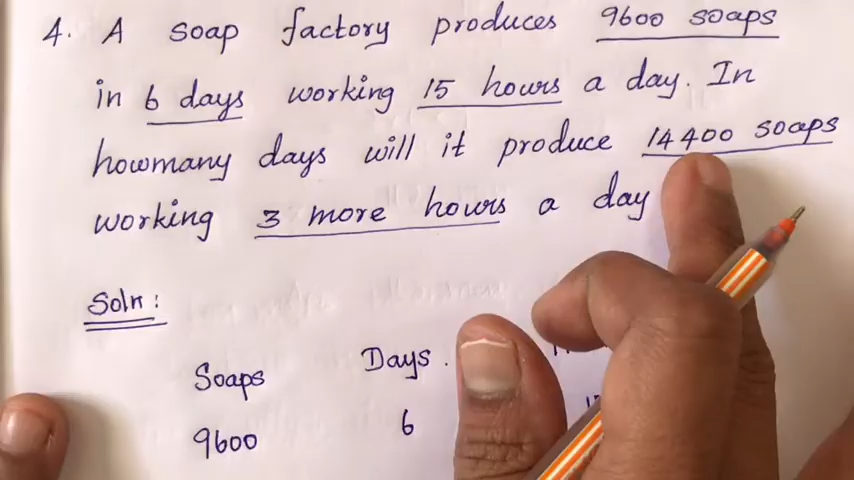 4. A soap factory produces 9600 soaps
in 6 days working 15 hours a day. In
howmany days will it produce 14400 soaps
working 3 more hours a day
Soln:
Soaps Days
9600 6